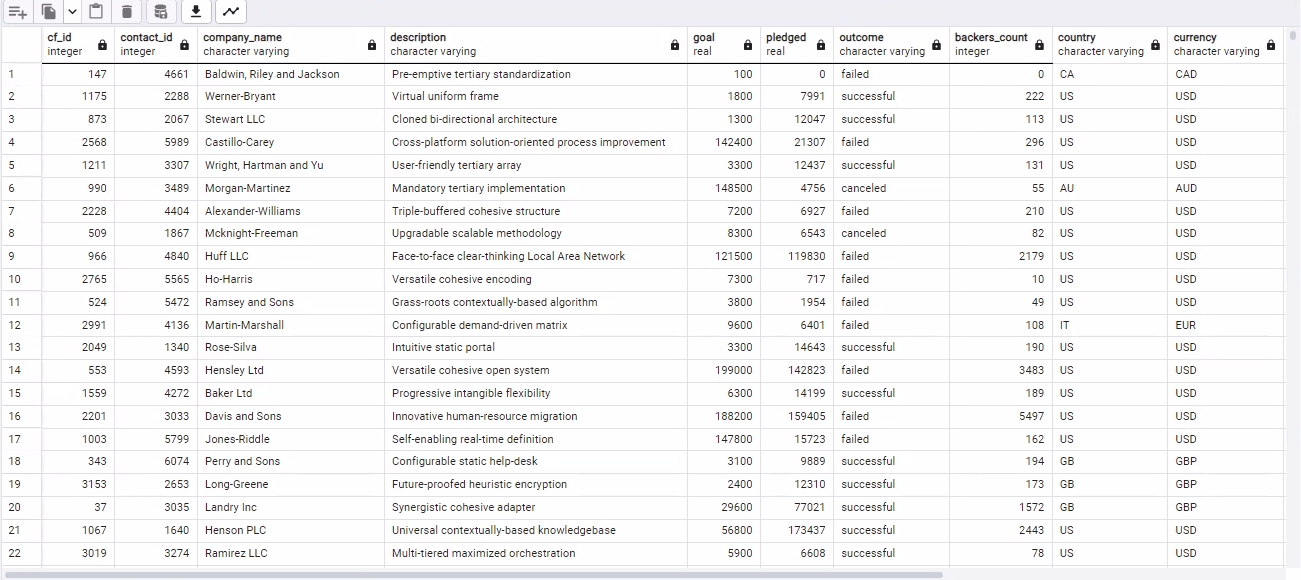 cf_id contact_id company_name description goal pledged outcome backers_count country currency
integer integer character varying character varying real real character varying integer character varying character varying
1 147 4661 Baldwin, Riley and Jackson Pre-emptive tertiary standardization 100 0 failed 0 CA CAD
2 1175 2288 Werner-Bryant Virtual uniform frame 1800 7991 successful 222 US USD
3 873 2067 Stewart LLC Cloned bi-directional architecture 1300 12047 successful 113 US USD
4 2568 5989 Castillo-Carey Cross-platform solution-oriented process improvement 142400 21307 failed 296 US USD
5 1211 3307 Wright, Hartman and Yu User-friendly tertiary array 3300 12437 successful 131 US USD
6 990 3489 Morgan-Martinez Mandatory tertiary implementation 148500 4756 canceled 55 AU AUD
7 2228 4404 Alexander-Williams Triple-buffered cohesive structure 7200 6927 failed 210 US USD
8 509 1867 Mcknight-Freeman Upgradable scalable methodology 8300 6543 canceled 82 US USD
9 966 4840 Huff LLC Face-to-face clear-thinking Local Area Network 121500 119830 failed 2179 US USD
10 2765 5565 Ho-Harris Versatile cohesive encoding 7300 717 failed 10 US USD
11 524 5472 Ramsey and Sons Grass-roots contextually-based algorithm 3800 1954 failed 49 US USD
12 2991 4136 Martin-Marshall Configurable demand-driven matrix 9600 6401 failed 108 IT EUR
13 2049 1340 Rose-Silva Intuitive static portal 3300 14643 successful 190 US USD
14 553 4593 Hensley Ltd Versatile cohesive open system 199000 142823 failed 3483 US USD
15 1559 4272 Baker Ltd Progressive intangible flexibility 6300 14199 successful 189 US USD
16 2201 3033 Davis and Sons Innovative human-resource migration 188200 159405 failed 5497 US USD
17 1003 5799 Jones-Riddle Self-enabling real-time definition 147800 15723 failed 162 US USD
18 343 6074 Perry and Sons Configurable static help-desk 3100 9889 successful 194 GB GBP
19 3153 2653 Long-Greene Future-proofed heuristic encryption 2400 12310 successful 173 GB GBP
20 37 3035 Landry Inc Synergistic cohesive adapter 29600 77021 successful 1572 GB GBP
21 1067 1640 Henson PLC Universal contextually-based knowledgebase 56800 173437 successful 2443 US USD
22 3019 3274 Ramirez LLC Multi-tiered maximized orchestration 5900 6608 successful 78 US USD